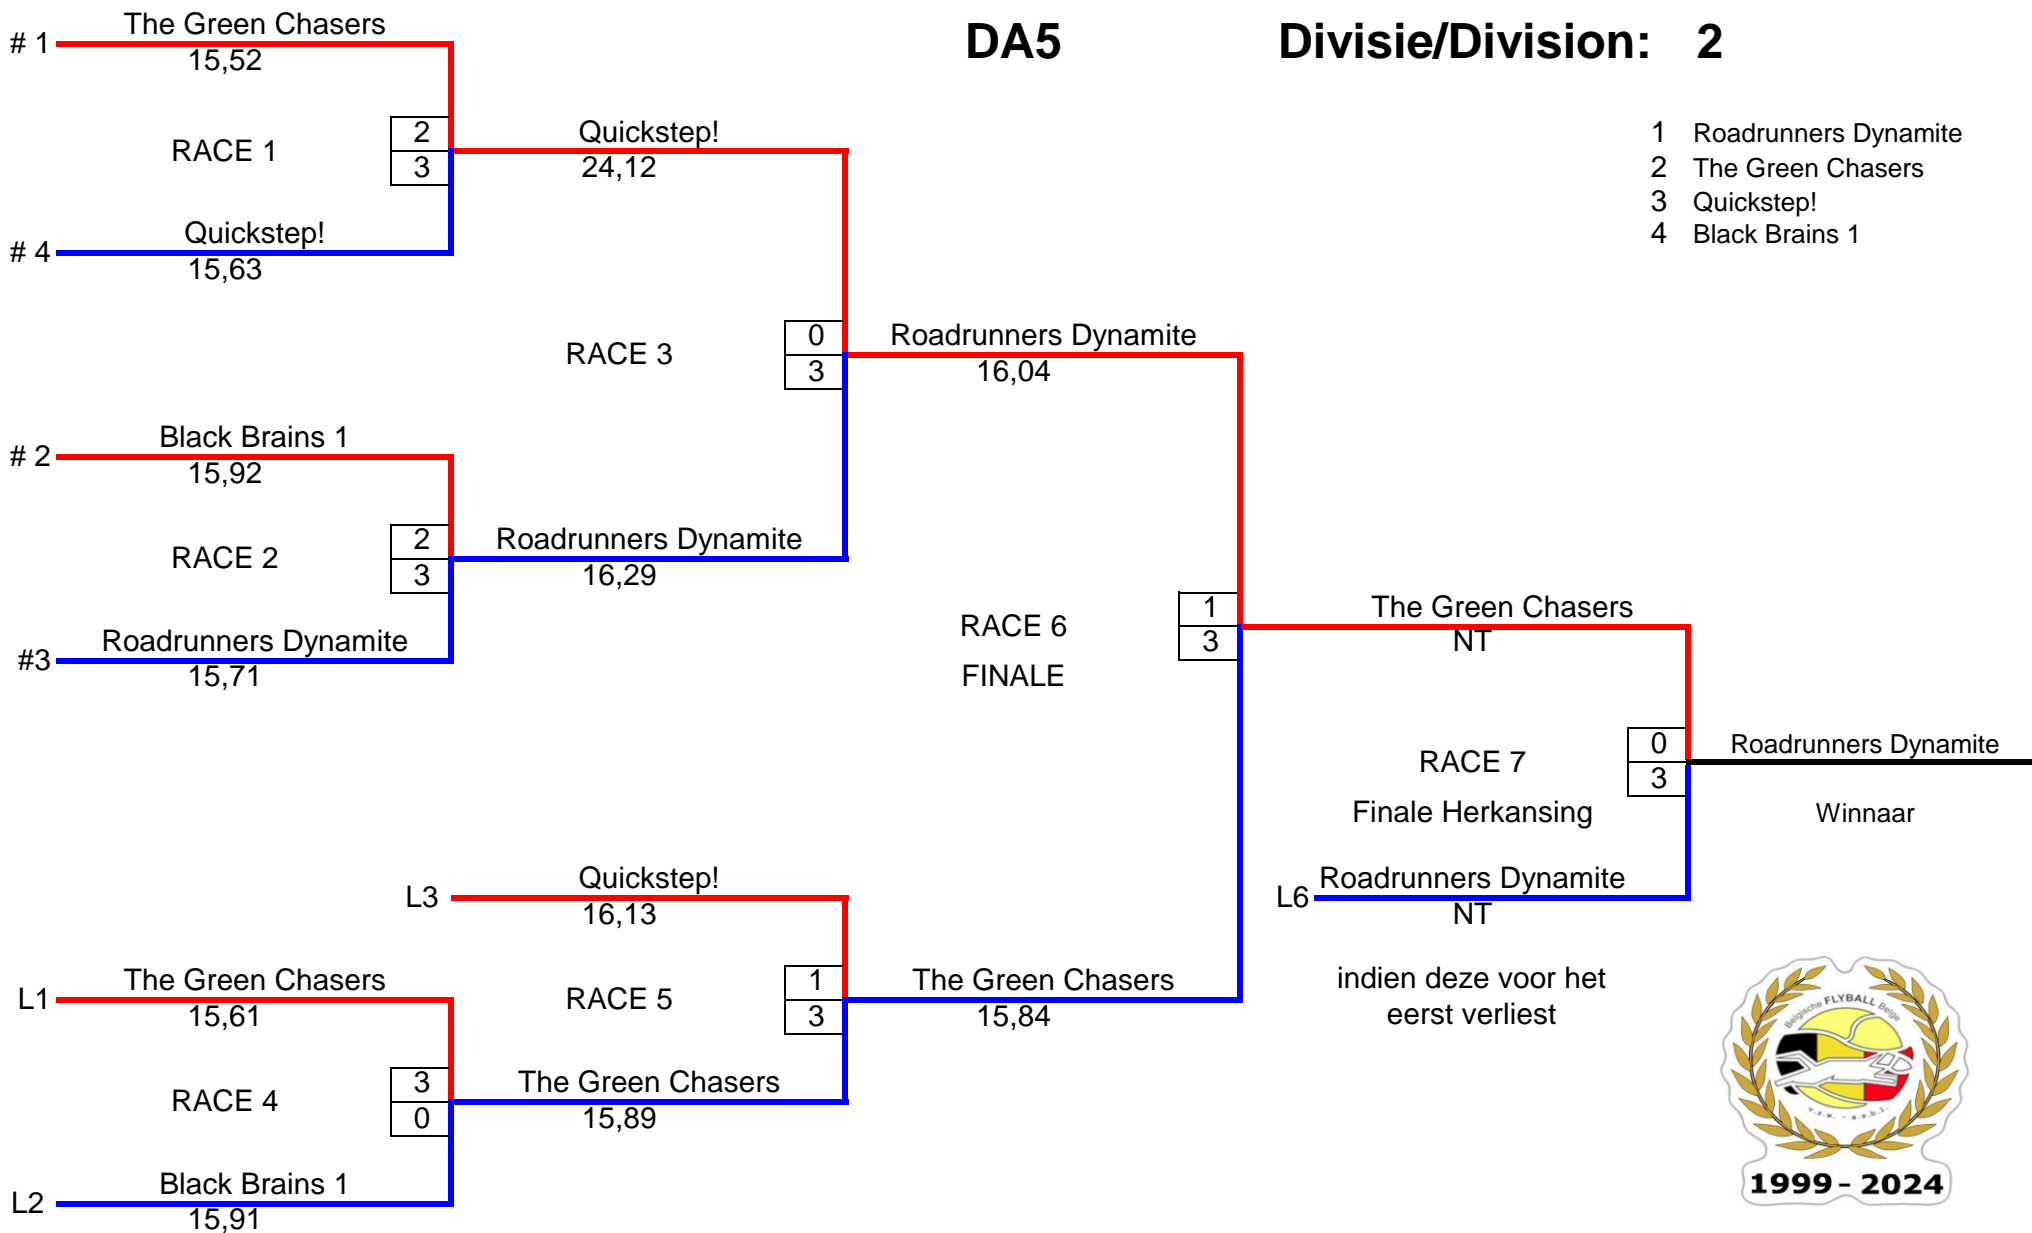 DA5 Divisie/Division: 2
1 Roadrunners Dynamite
2 The Green Chasers
3 Quickstep!
4 Black Brains 1
# 1 The Green Chasers
15,52
RACE 1
2
3
# 4 Quickstep!
15,63
Quickstep!
24,12
# 2 Black Brains 1
15,92
RACE 2
2
3
#3 Roadrunners Dynamite
15,71
Roadrunners Dynamite
16,29
RACE 3
0
3
Roadrunners Dynamite
16,04
L1 The Green Chasers
15,61
RACE 4
3
0
L2 Black Brains 1
15,91
L3 Quickstep!
16,13
RACE 5
1
3
The Green Chasers
15,89
The Green Chasers
15,84
RACE 6
FINALE
1
3
The Green Chasers
NT
RACE 7
Finale Herkansing
0
3
L6 Roadrunners Dynamite
NT
indien deze voor het
eerst verliest
Roadrunners Dynamite
Winnaar
Belgische FLYBALL Belge
v.z.w. - a.s.b.l.
1999 - 2024